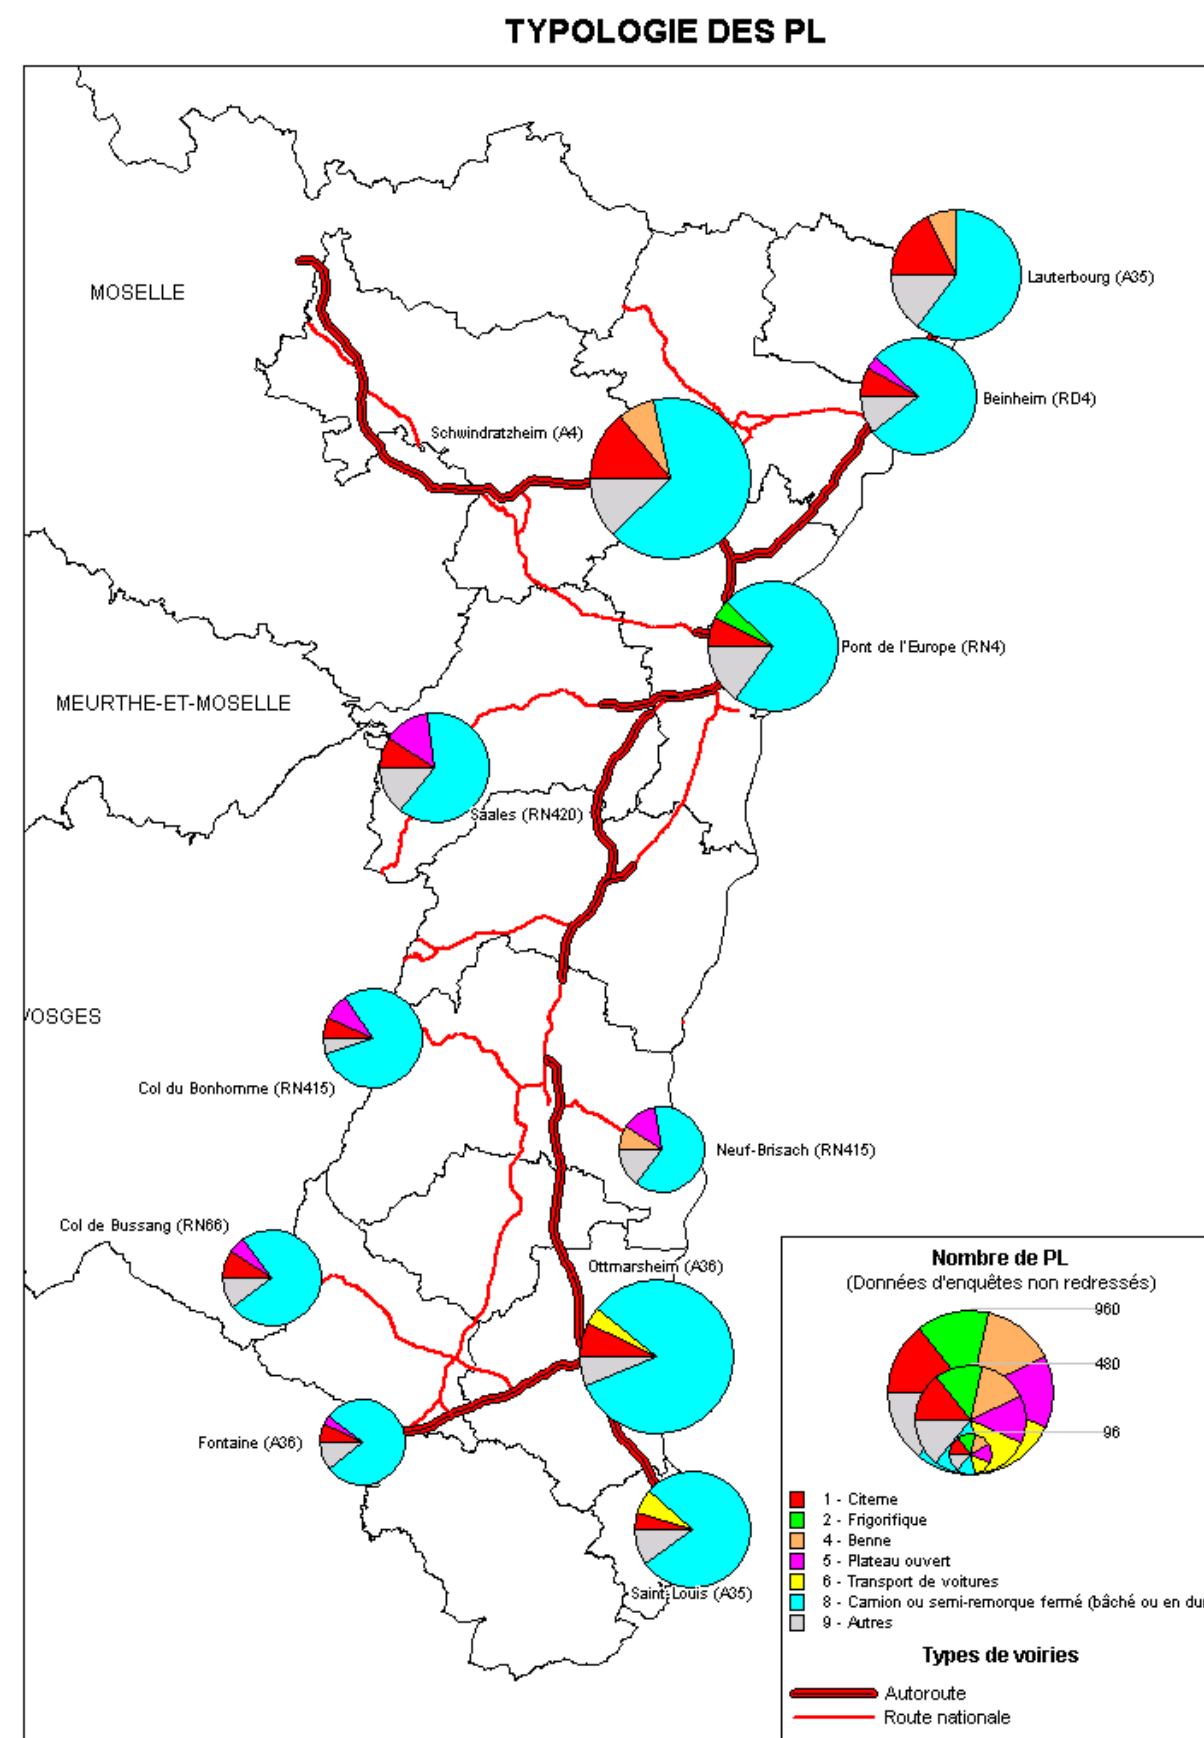 TYPOLOGIE DES PL
MOSELLE
Lauterbourg (A35)
Beinheim (RD4)
Schwindratzheim (A4)
Pont de l'Europe (RN4)
MEURTHE-ET-MOSELLE
Saales (RN420)
VOSGES
Col du Bonhomme (RN415)
Neuf-Brisach (RN415)
Col de Bussang (RN66)
Ottmarsheim (A36)
Fontaine (A36)
Saint-Louis (A35)
Nombre de PL
(Données d'enquêtes non redressés)
960
480
96
1 - Citerne
2 - Frigorifique
4 - Benne
5 - Plateau ouvert
6 - Transport de voitures
8 - Camion ou semi-remorque fermé (bâché ou en dur
9 - Autres
Types de voiries
Autoroute
Route nationale